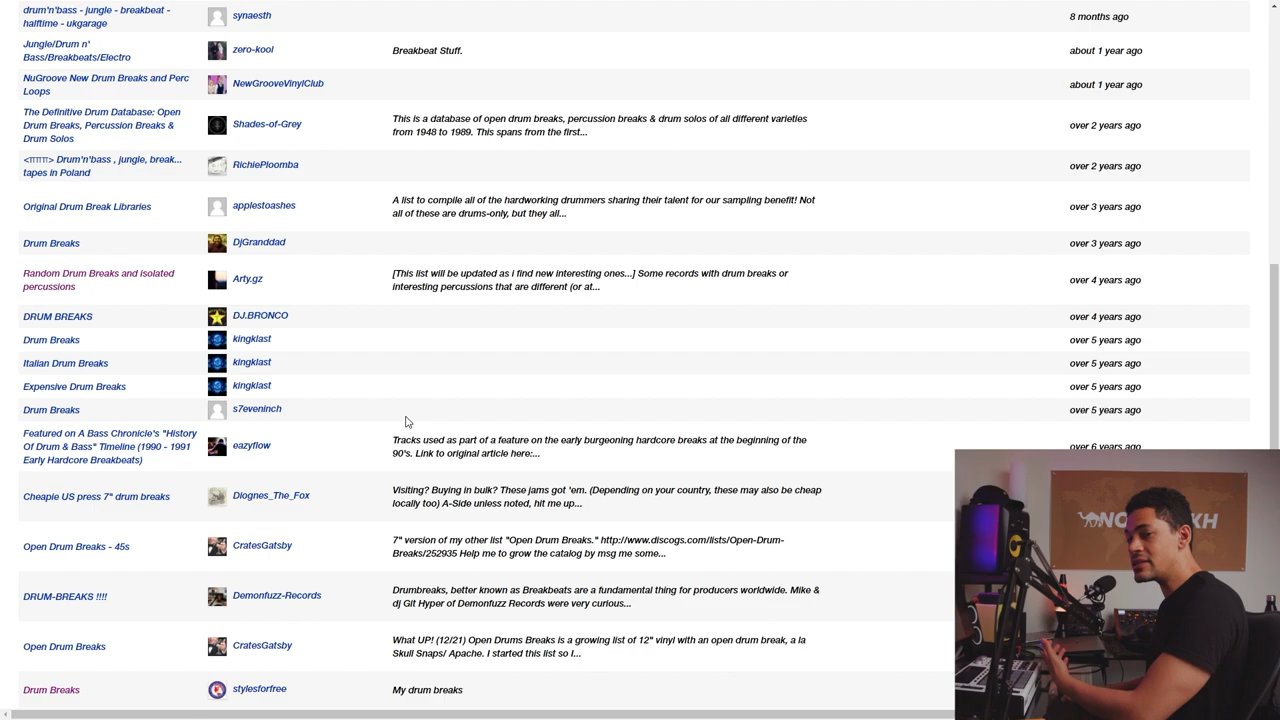 drum'n'bass - jungle - breakbeat -
halftime - ukgarage
synaesth
8 months ago
Jungle/Drum n'
Bass/Breakbeats/Electro
zero-kool
Breakbeat Stuff.
about 1 year ago
NuGroove New Drum Breaks and Perc
Loops
NewGrooveVinylClub
about 1 year ago
The Definitive Drum Database: Open
Drum Breaks, Percussion Breaks &
Drum Solos
Shades-of-Grey
This is a database of open drum breaks, percussion breaks & drum solos of all different varieties
from 1948 to 1989. This spans from the first...
over 2 years ago
<πππ> Drum'n'bass , jungle, break...
tapes in Poland
RichiePloomba
over 2 years ago
Original Drum Break Libraries
applestoashes
A list to compile all of the hardworking drummers sharing their talent for our sampling benefit! Not
all of these are drums-only, but they all...
over 3 years ago
Drum Breaks
DjGranddad
over 3 years ago
Random Drum Breaks and isolated
percussions
Arty.gz
[This list will be updated as i find new interesting ones...] Some records with drum breaks or
interesting percussions that are different (or at...
over 4 years ago
DRUM BREAKS
DJ.BRONCO
over 4 years ago
Drum Breaks
kingklast
over 5 years ago
Italian Drum Breaks
kingklast
over 5 years ago
Expensive Drum Breaks
kingklast
over 5 years ago
Drum Breaks
s7eveninch
over 5 years ago
Featured on A Bass Chronicle's "History
Of Drum & Bass" Timeline (1990 - 1991
Early Hardcore Breakbeats)
eazyflow
Tracks used as part of a feature on the early burgeoning hardcore breaks at the beginning of the
90's. Link to original article here:...
over 6 years ago
Cheapie US press 7" drum breaks
Diognes_The_Fox
Visiting? Buying in bulk? These jams got 'em. (Depending on your country, these may also be cheap
locally too) A-Side unless noted, hit me up...
Open Drum Breaks - 45s
CratesGatsby
7" version of my other list "Open Drum Breaks." http://www.discogs.com/lists/Open-Drum-
Breaks/252935 Help me to grow the catalog by msg me some...
DRUM-BREAKS !!!!
Demonfuzz-Records
Drumbreaks, better known as Breakbeats are a fundamental thing for producers worldwide. Mike &
dj Git Hyper of Demonfuzz Records were very curious...
Open Drum Breaks
CratesGatsby
What UP! (12/21) Open Drums Breaks is a growing list of 12" vinyl with an open drum break, a la
Skull Snaps/ Apache. I started this list so I...
Drum Breaks
stylesforfree
My drum breaks